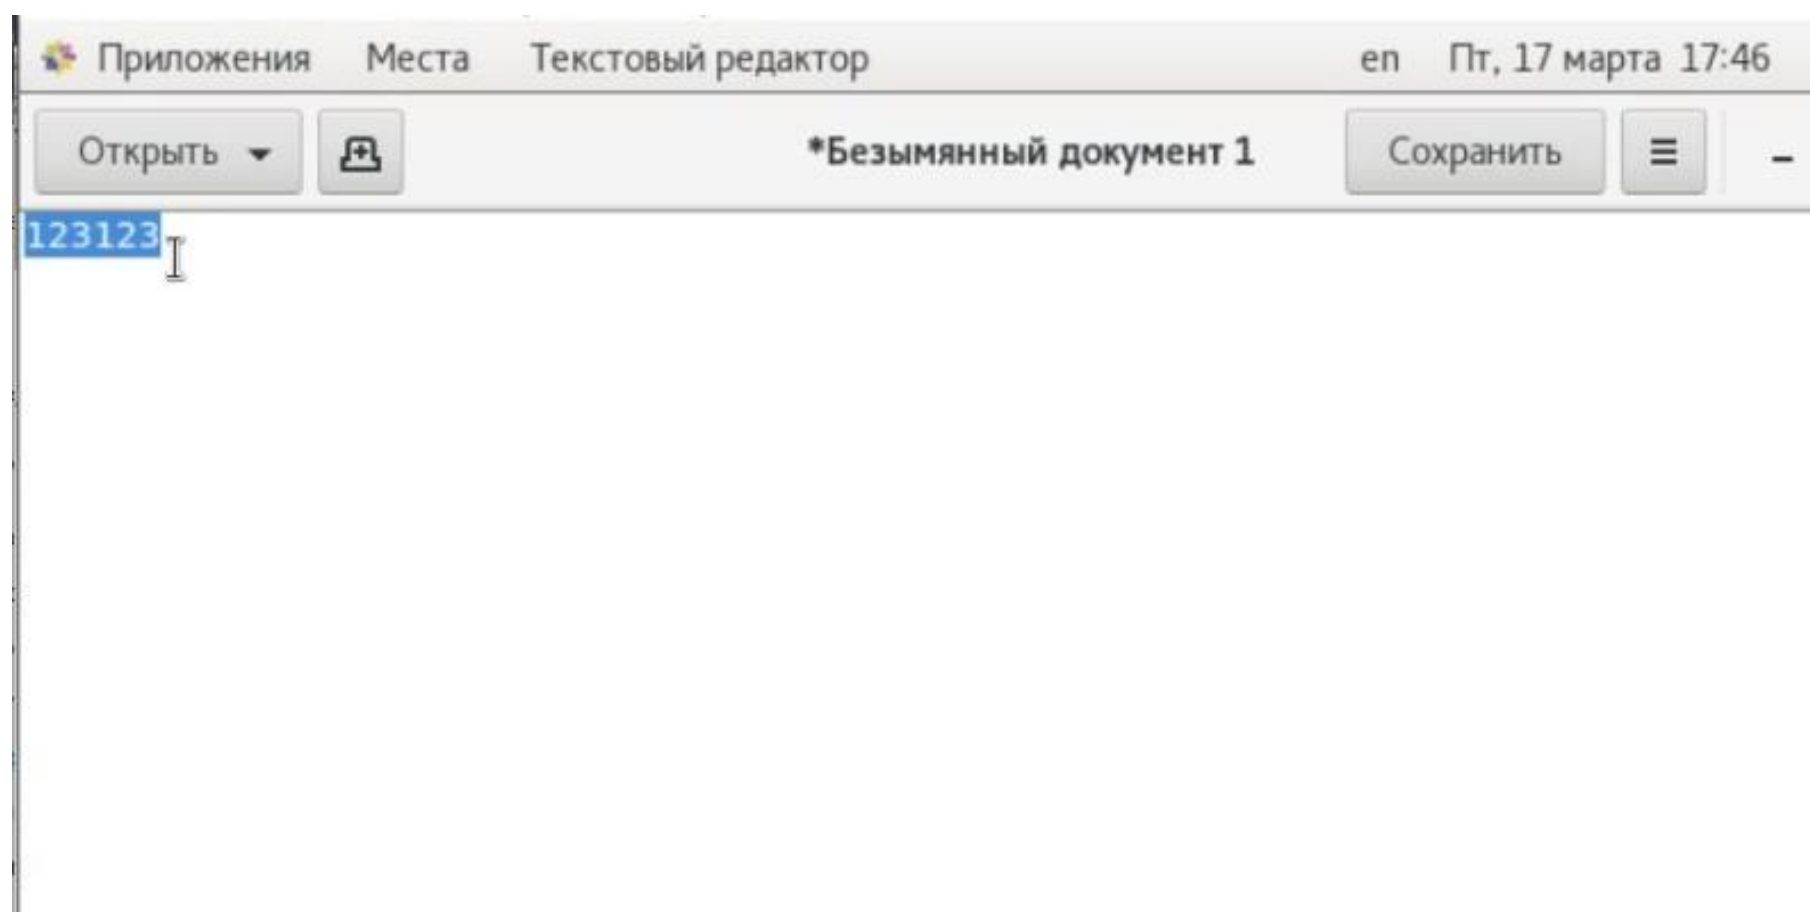 Приложения Места Текстовый редактор en Пт, 17 марта 17:46
Открыть *Безымянный документ 1 Сохранить
123123